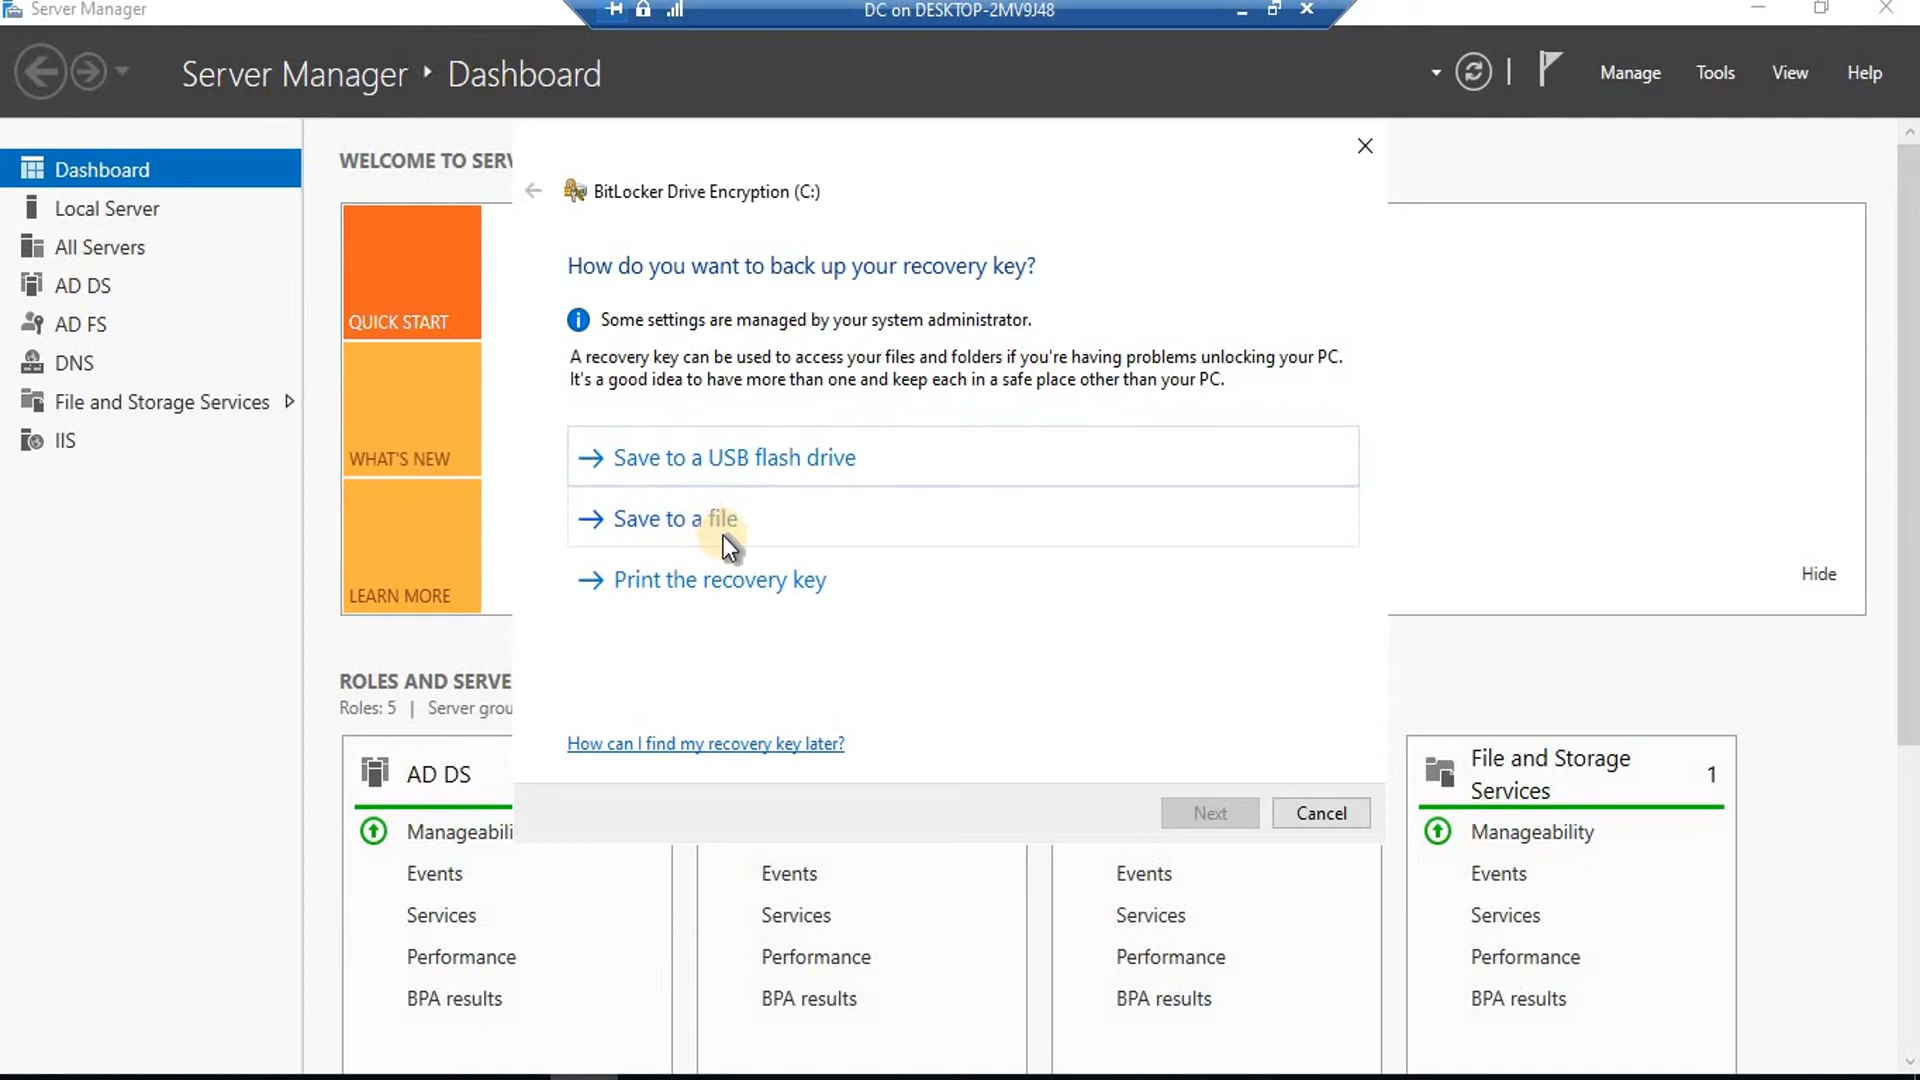 Server Manager
DC on DESKTOP-2MV9J48
Server Manager ‣ Dashboard
Manage
Tools
View
Help
Dashboard
Local Server
All Servers
AD DS
AD FS
DNS
File and Storage Services
IIS
WELCOME TO SERV
QUICK START
WHAT'S NEW
LEARN MORE
Hide
BitLocker Drive Encryption (C:)
How do you want to back up your recovery key?
Some settings are managed by your system administrator.
A recovery key can be used to access your files and folders if you're having problems unlocking your PC.
It's a good idea to have more than one and keep each in a safe place other than your PC.
Save to a USB flash drive
Save to a file
Print the recovery key
How can I find my recovery key later?
Next
Cancel
ROLES AND SERVE
Roles: 5 | Server grou
AD DS
Manageabili
Events
Services
Performance
BPA results
Events
Services
Performance
BPA results
Events
Services
Performance
BPA results
File and Storage
Services
1
Manageability
Events
Services
Performance
BPA results